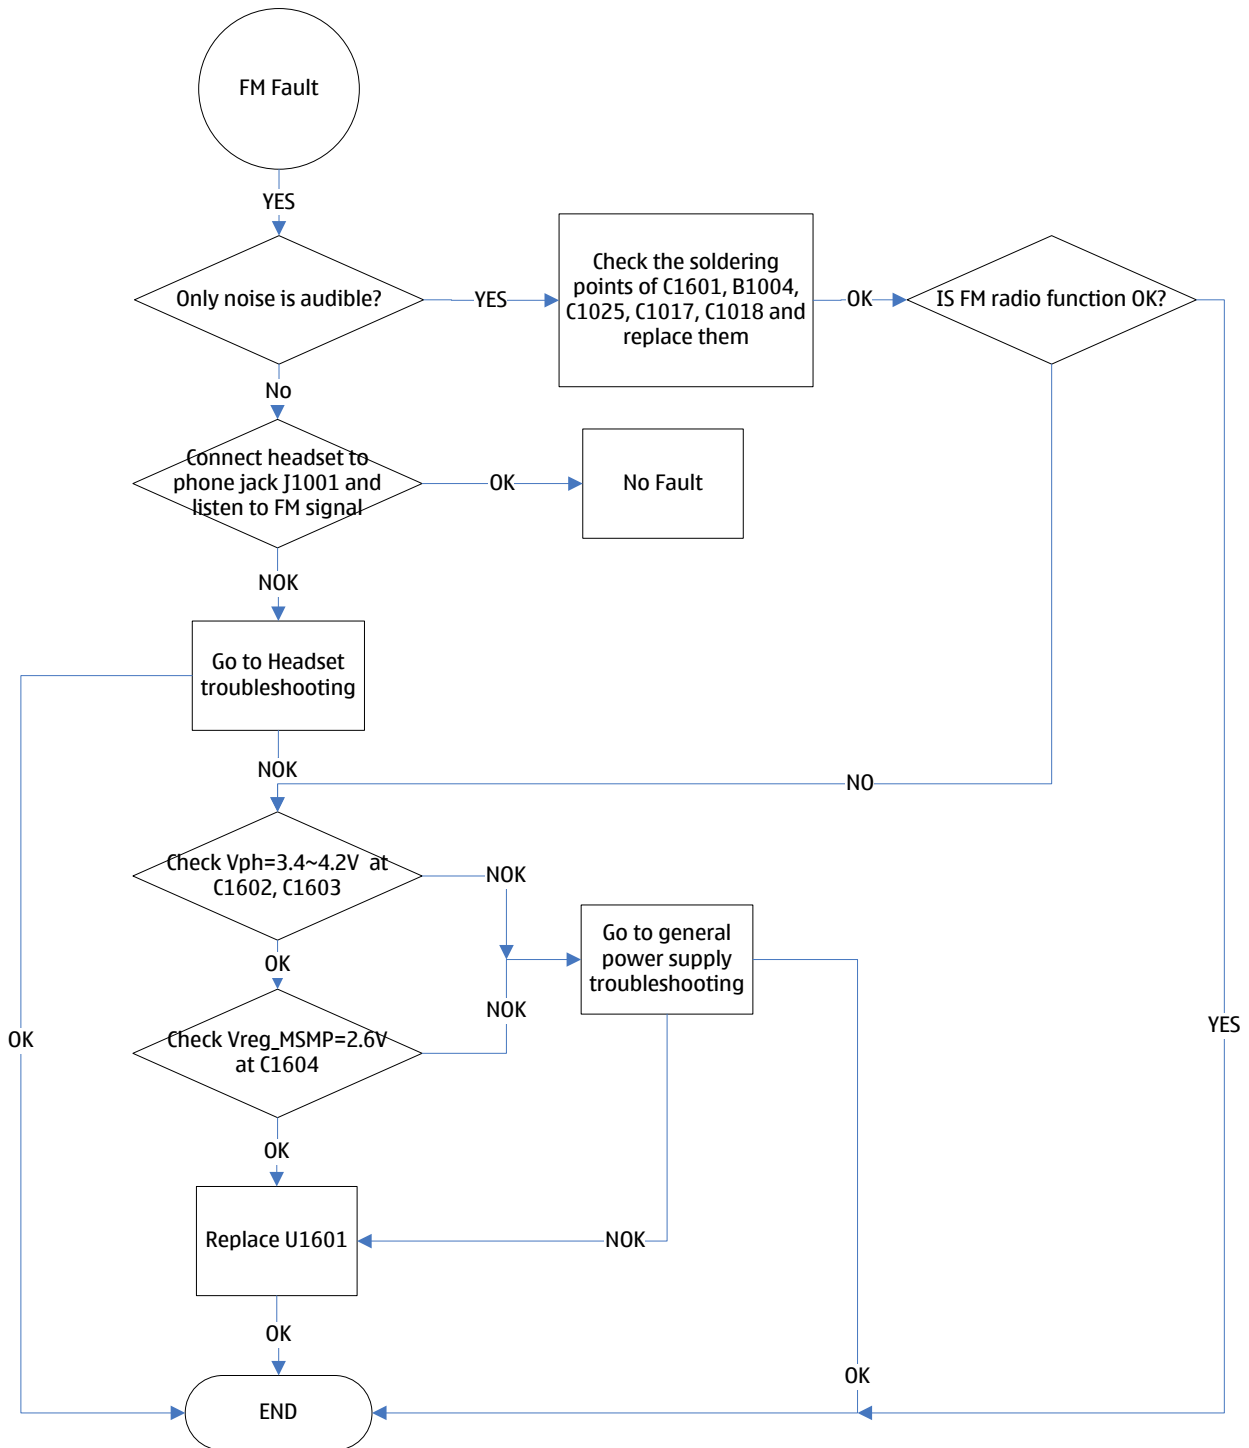 FM Fault
YES
Only noise is audible?
YES
Check the soldering
points of C1601, B1004,
C1025, C1017, C1018 and
replace them
OK
IS FM radio function OK?
No
Connect headset to
phone jack J1001 and
listen to FM signal
OK
No Fault
NOK
Go to Headset
troubleshooting
NOK
NO
Check Vph=3.4~4.2V at
C1602, C1603
NOK
Go to general
power supply
troubleshooting
OK
NOK
Check Vreg_MSMP=2.6V
at C1604
OK
YES
OK
Replace U1601
NOK
OK
OK
END